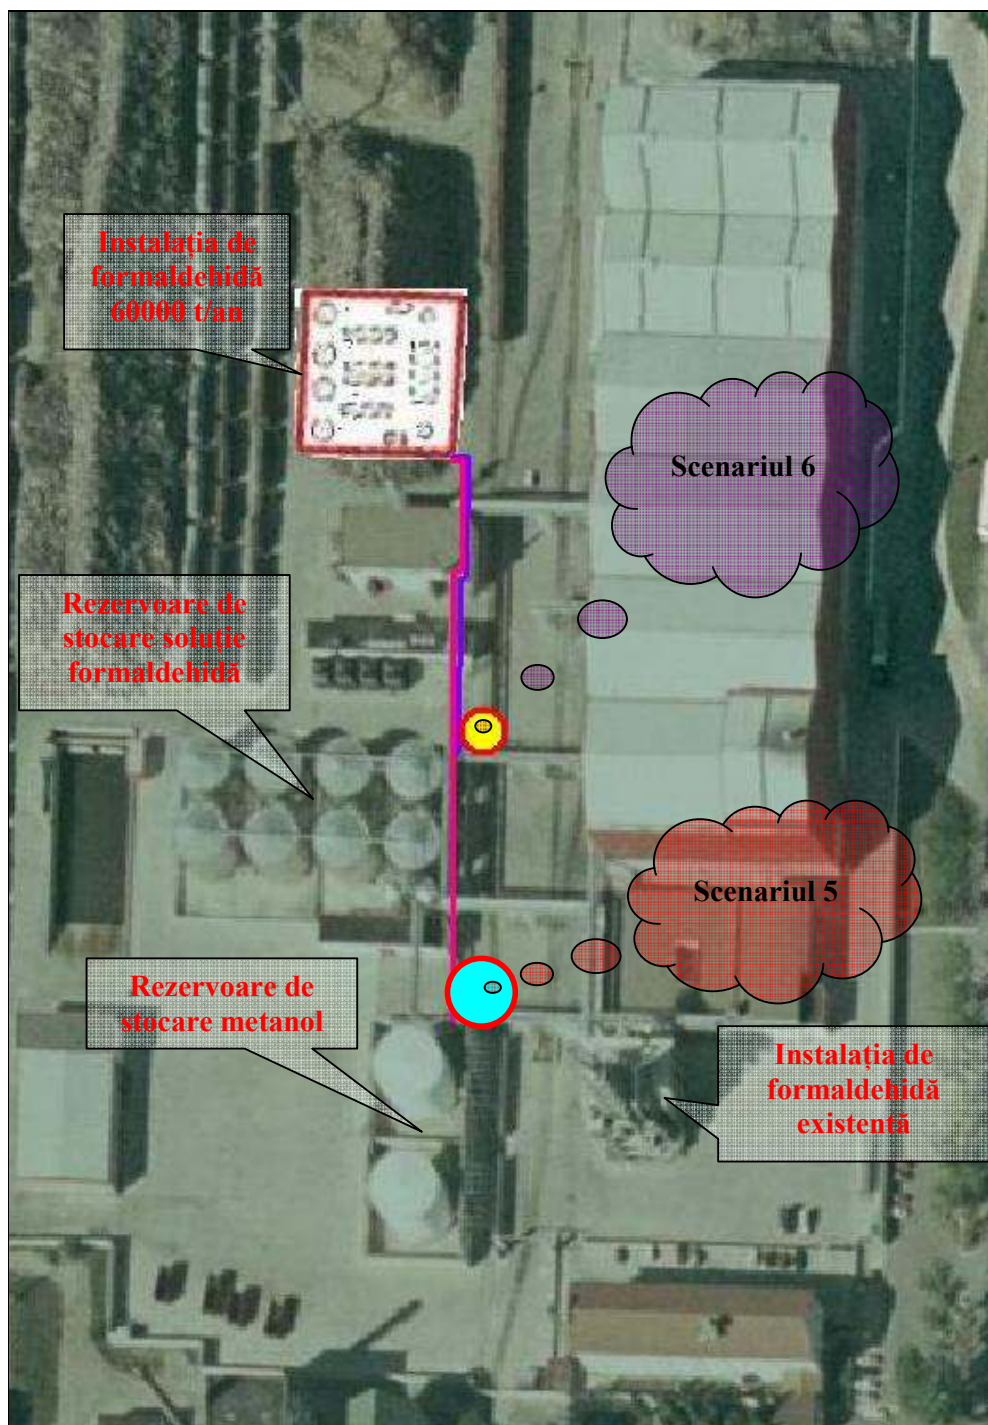 Instalația de
formaldehidă
60000 t/an
Scenariul 6
Rezervoare de
stocare soluție
formaldehidă
Scenariul 5
Rezervoare de
stocare metanol
Instalația de
formaldehidă
existentă